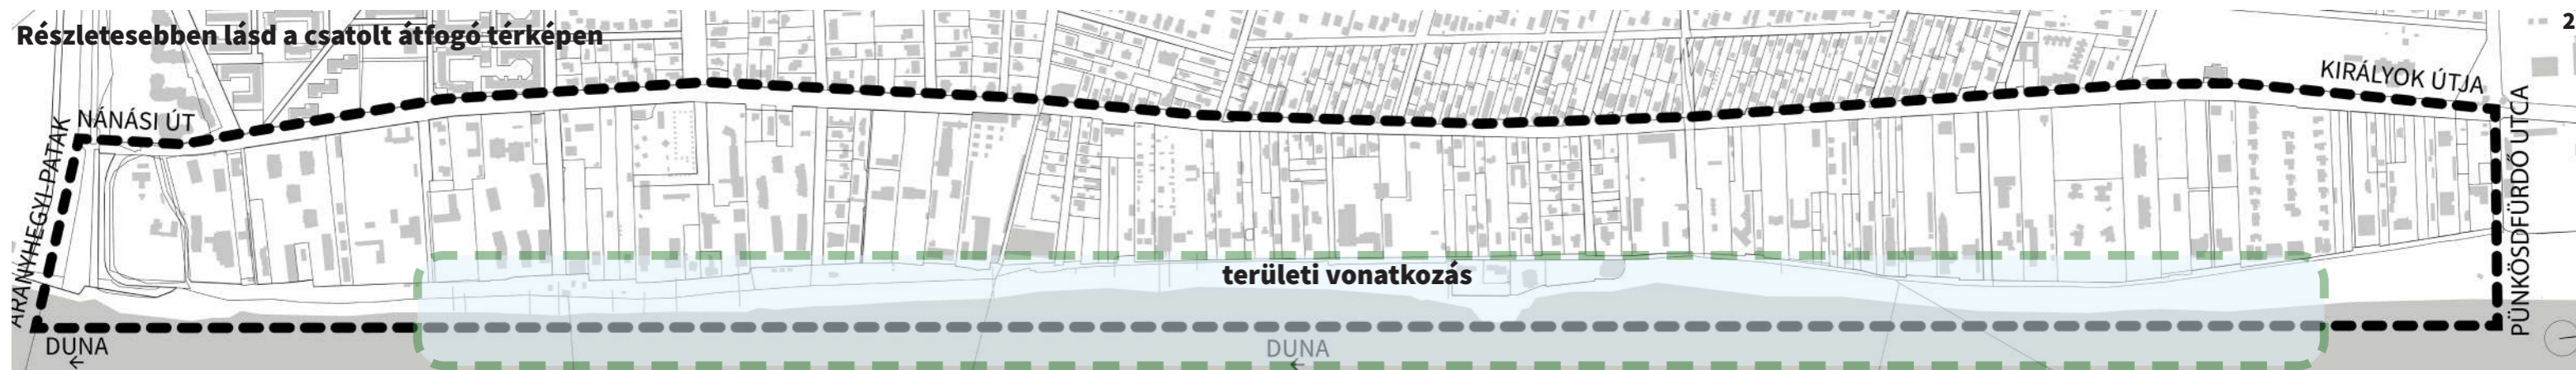 Részletesebben lásd a csatolt átfogó térképen
2
KIRÁLYOK ÚTJA
NÁNÁSI ÚT
ARANYHEGYI-PATAK
PÜNKÖSDFÜRDŐ UTCA
területi vonatkozás
DUNA
DUNA